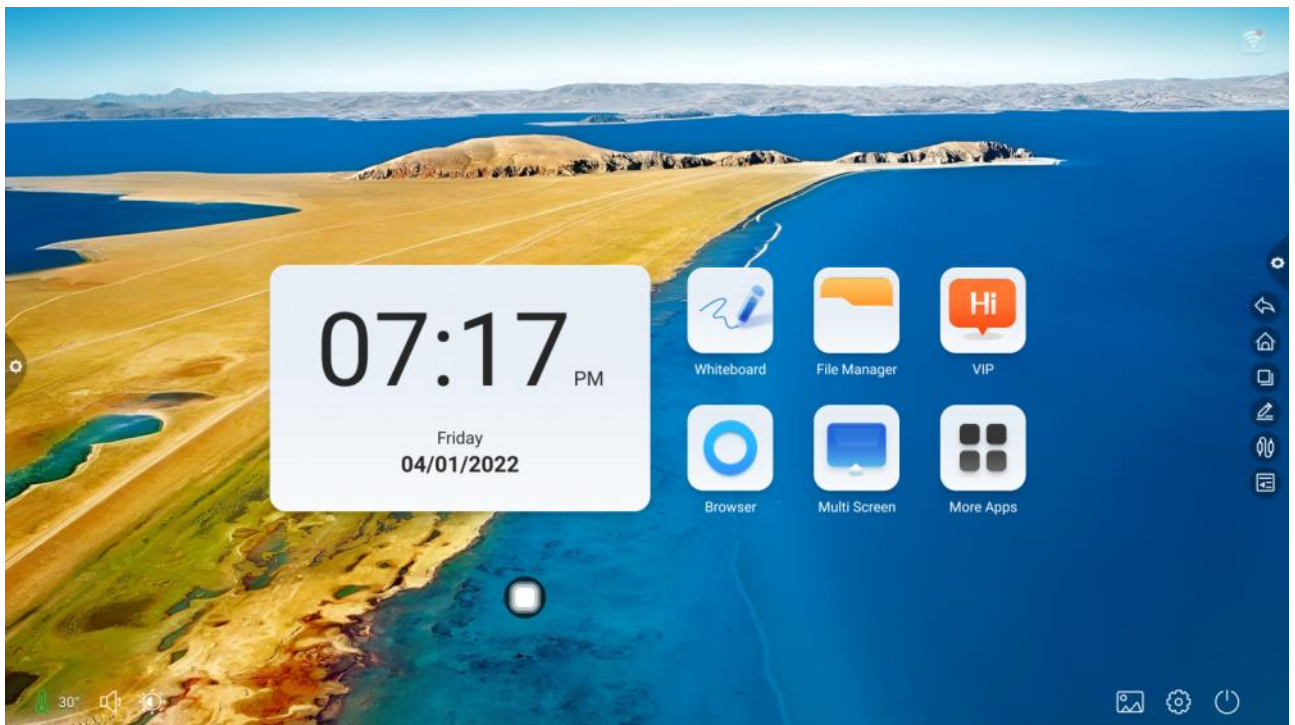 07:17 PM
Friday
04/01/2022
Hi
Whiteboard
File Manager
VIP
Browser
Multi Screen
More Apps
30°